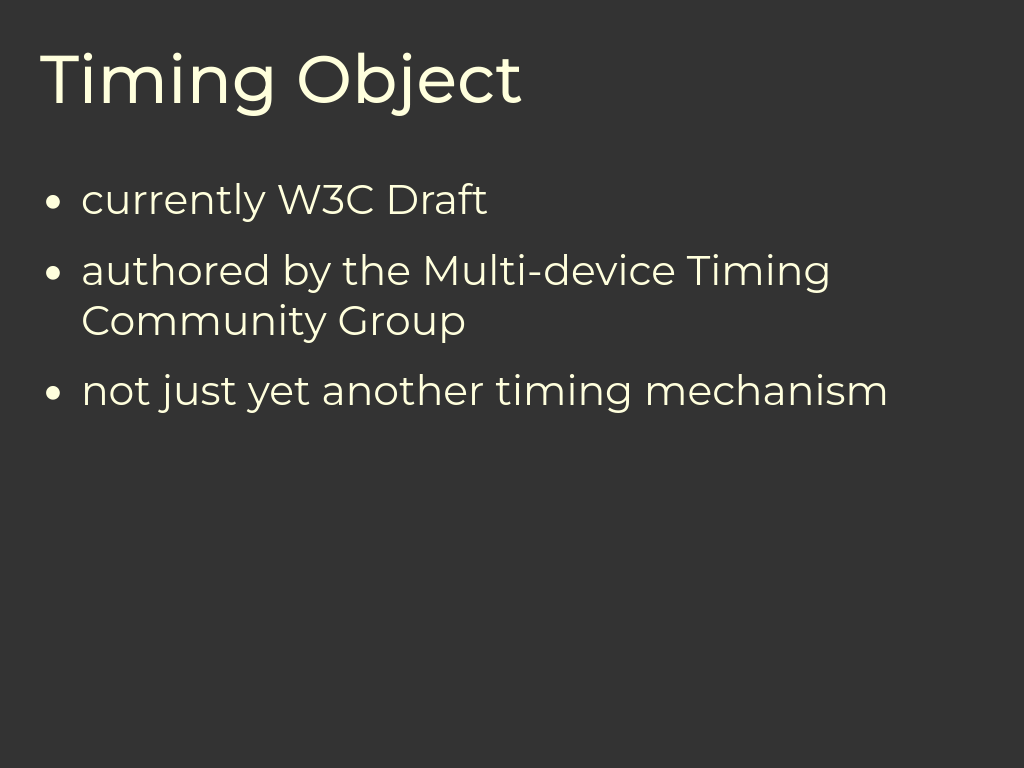 Timing Object
• currently W3C Draft
• authored by the Multi-device Timing
Community Group
• not just yet another timing mechanism